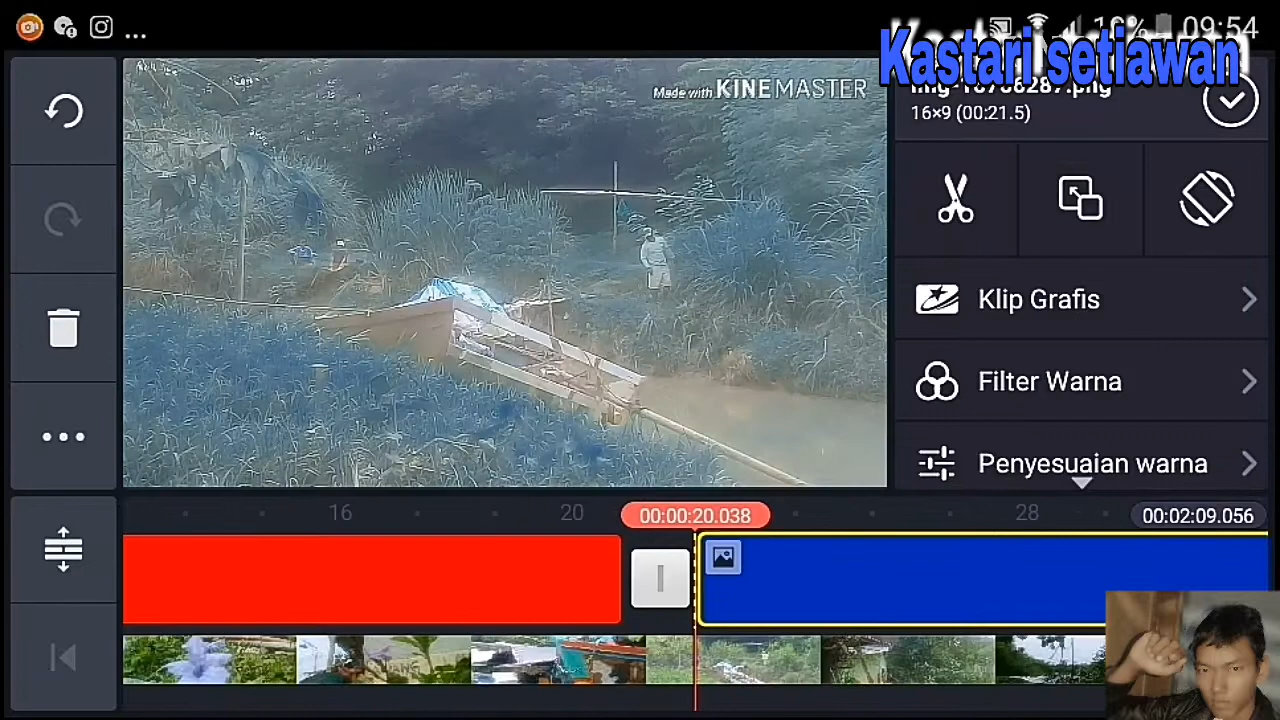 ...
09:54
Kastari setiawan
16×9 (00:21.5)
Made with KINEMASTER
Klip Grafis
Filter Warna
Penyesuaian warna
16
20
00:00:20.038
28
00:02:09.056